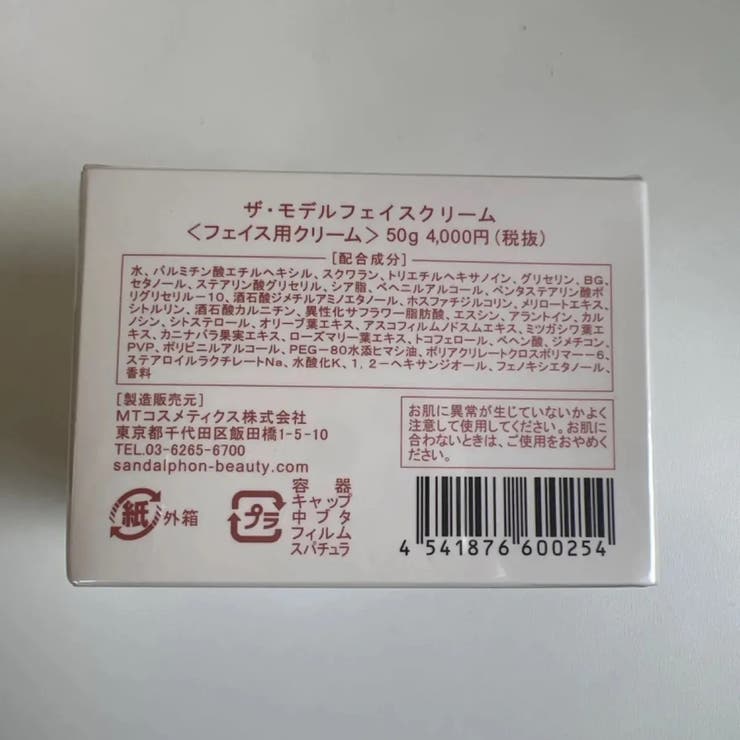 ザ・モデルフェイスクリーム
＜フェイス用クリーム＞ 50g 4,000円（税抜）
[配合成分]
水、パルミチン酸エチルヘキシル、スクワラン、トリエチルヘキサノイン、グリセリン、BG、
セタノール、ステアリン酸グリセリル、シア脂、ベヘニルアルコール、ペンタステアリン酸ポ
リグリセリル－10、酒石酸ジメチルアミノエタノール、ホスファチジルコリン、メリロートエキス、
シトルリン、酒石酸カルニチン、異性化サフラワー脂肪酸、エスシン、アラントイン、カル
ノシン、シトステロール、オリーブ葉エキス、アスコフィルムノドスムエキス、ミツガシワ葉エ
キス、カニナバラ果実エキス、ローズマリー葉エキス、トコフェロール、ベヘン酸、ジメチコン、
PVP、ポリビニルアルコール、PEG－80水添ヒマシ油、ポリアクリレートクロスポリマー－6、
ステアロイルラクチレートNa、水酸化K、1，2－ヘキサンジオール、フェノキシエタノール、
香料
[製造販売元]
MTコスメティクス株式会社
東京都千代田区飯田橋1-5-10
TEL.03-6265-6700
sandalphon-beauty.com
お肌に異常が生じていないかよく
注意して使用してください。お肌に
合わないときは、ご使用をおやめく
ださい。
紙 外箱
プラ
容器
キャップ
中ブタ
フィルム
スパチュラ
4 541876 600254